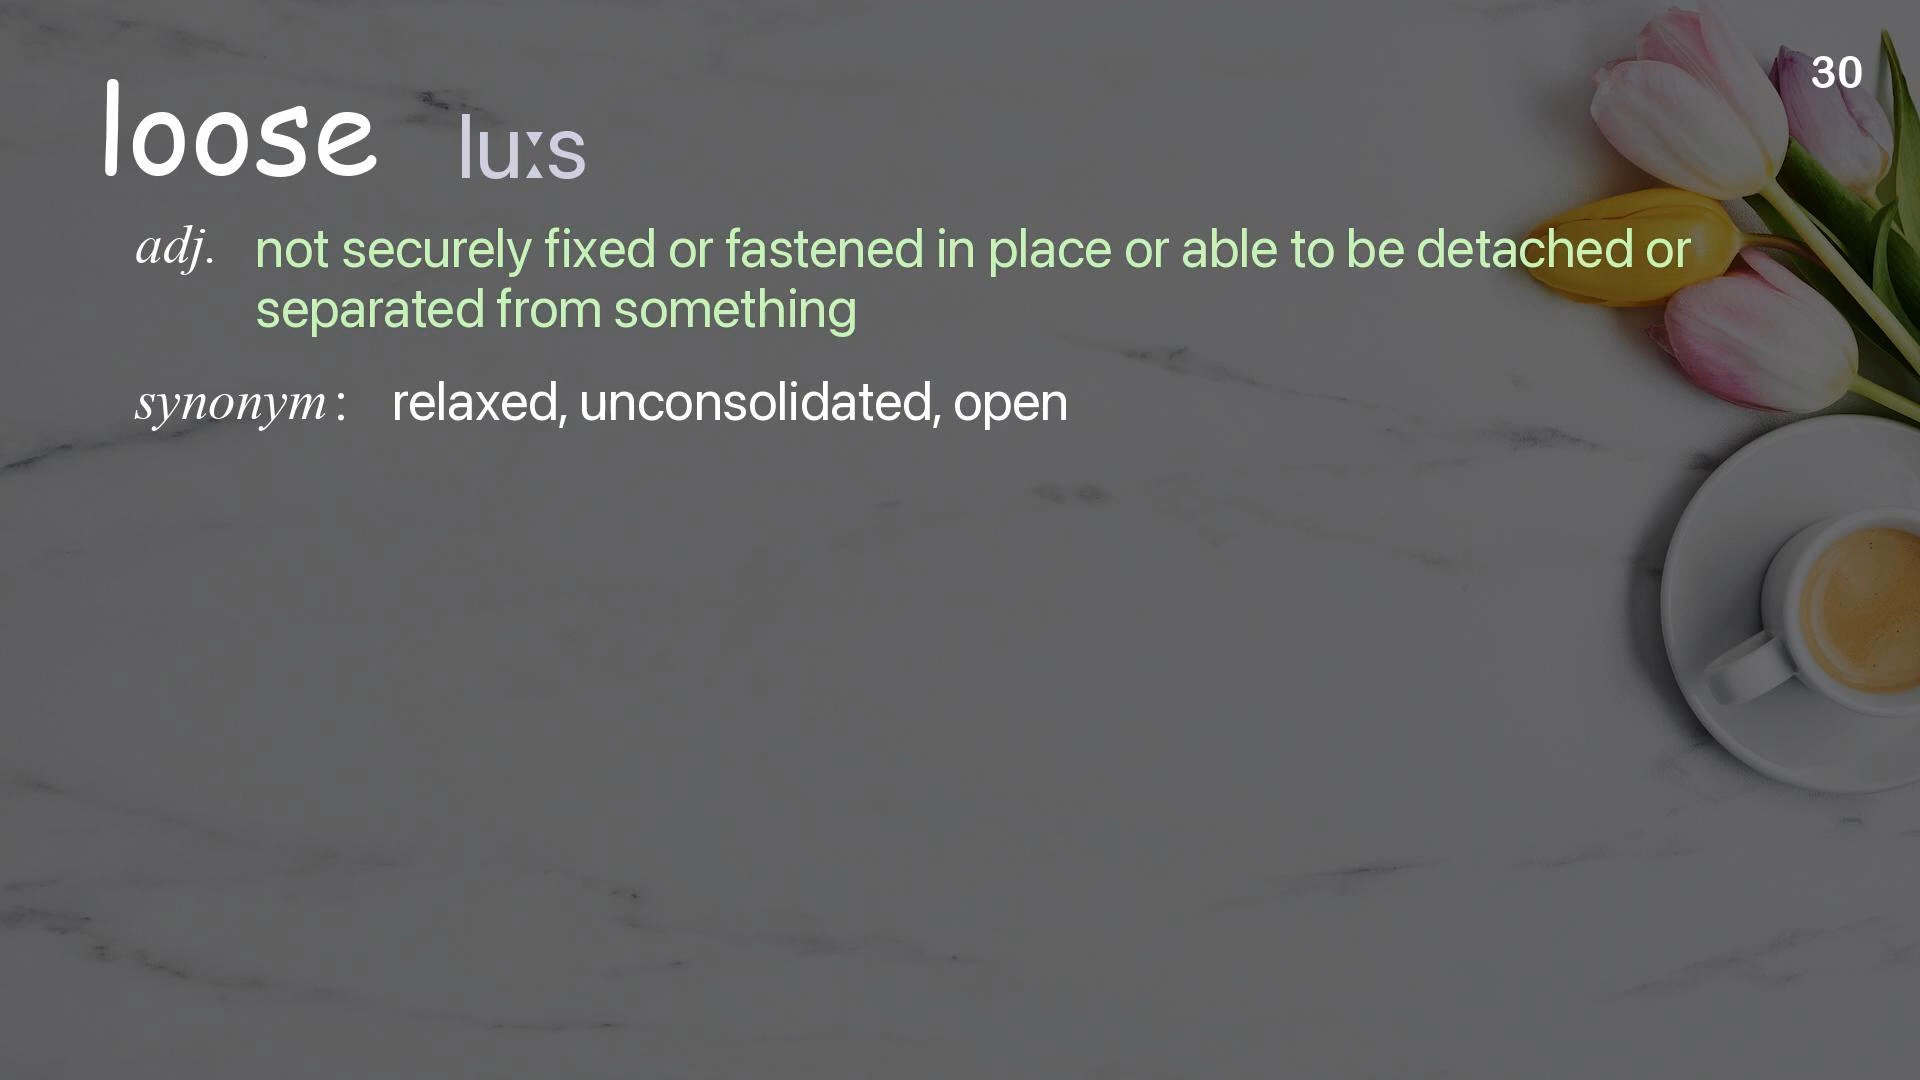 30
loose luːs
adj. not securely fixed or fastened in place or able to be detached or
separated from something
synonym : relaxed, unconsolidated, open